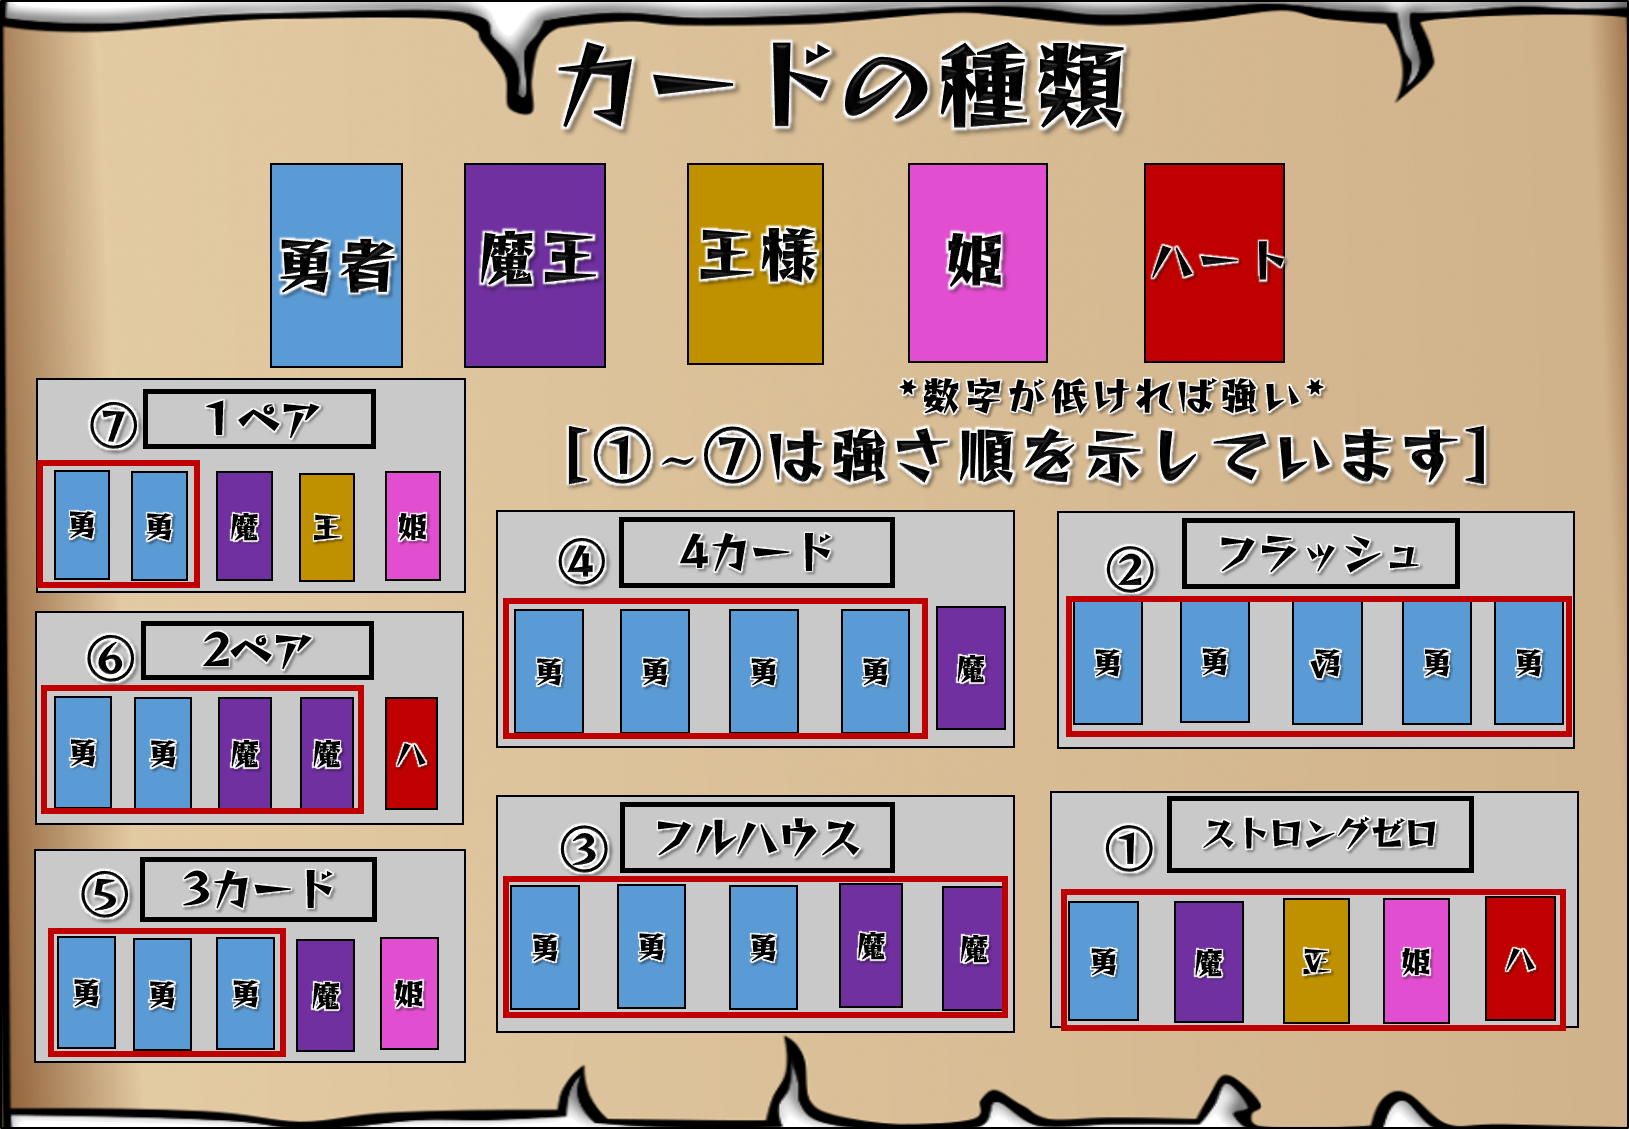 カードの種類
勇者
魔王
王様
姫
ハート
*数字が低ければ強い*
[①~⑦は強さ順を示しています]
⑦ 1ペア
勇 勇 魔 王 姫
⑥ 2ペア
勇 勇 魔 魔 ハ
⑤ 3カード
勇 勇 勇 魔 姫
④ 4カード
勇 勇 勇 勇 魔
③ フルハウス
勇 勇 勇 魔 魔
② フラッシュ
勇 勇 勇 勇 勇
① ストロングゼロ
勇 魔 王 姫 ハ